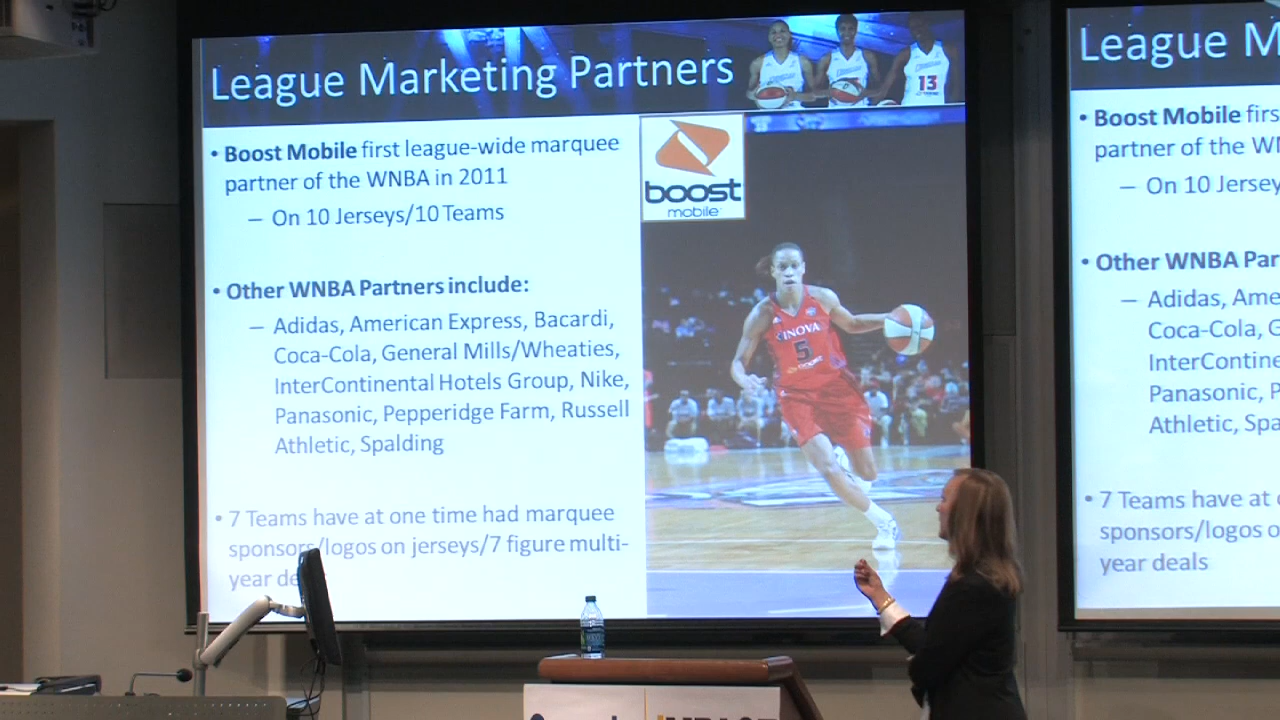 League Marketing Partners
13
• Boost Mobile first league-wide marquee
partner of the WNBA in 2011
– On 10 Jerseys/10 Teams
• Other WNBA Partners include:
– Adidas, American Express, Bacardi,
Coca-Cola, General Mills/Wheaties,
InterContinental Hotels Group, Nike,
Panasonic, Pepperidge Farm, Russell
Athletic, Spalding
• 7 Teams have at one time had marquee
sponsors/logos on jerseys/7 figure multi-
year de
boost
mobile
INOVA
5
League M
• Boost Mobile firs
partner of the WN
– On 10 Jersey
• Other WNBA Par
– Adidas, Ame
Coca-Cola, G
InterContine
Panasonic, P
Athletic, Spa
• 7 Teams have at
sponsors/logos o
year deals